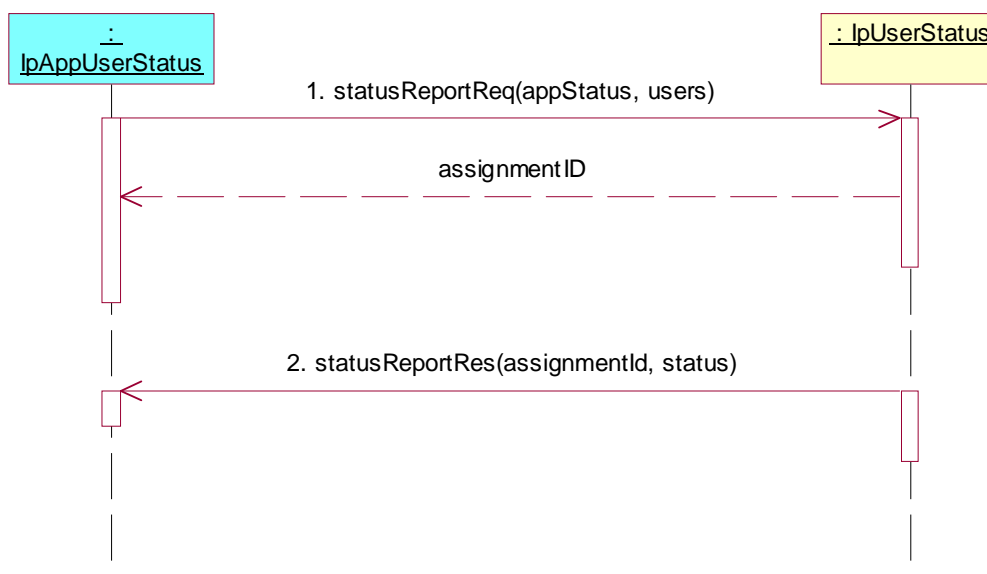 :
IpAppUserStatus
: IpUserStatus
1. statusReportReq(appStatus, users)
assignmentID
2. statusReportRes(assignmentId, status)